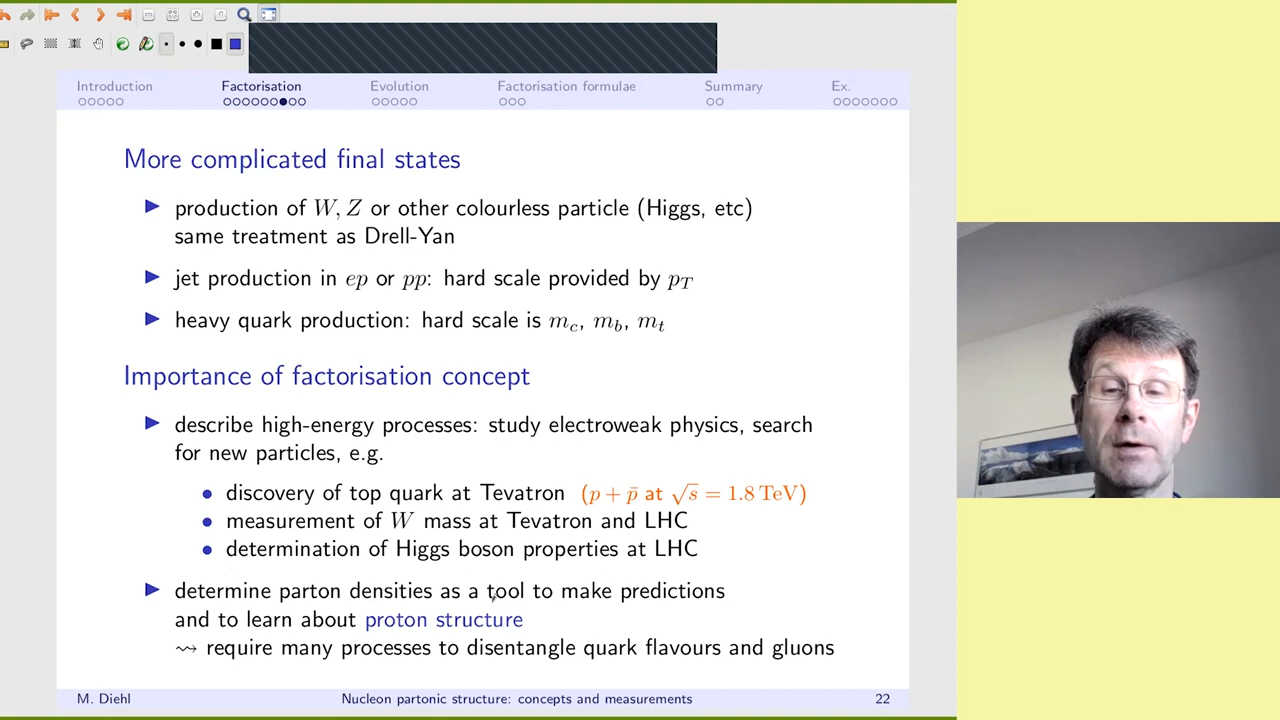 Introduction Factorisation Evolution Factorisation formulae Summary Ex.
More complicated final states
▶ production of W, Z or other colourless particle (Higgs, etc)
same treatment as Drell-Yan
▶ jet production in ep or pp: hard scale provided by p_T
▶ heavy quark production: hard scale is m_c, m_b, m_t
Importance of factorisation concept
▶ describe high-energy processes: study electroweak physics, search
for new particles, e.g.
• discovery of top quark at Tevatron (p + p̄ at √s = 1.8 TeV)
• measurement of W mass at Tevatron and LHC
• determination of Higgs boson properties at LHC
▶ determine parton densities as a tool to make predictions
and to learn about proton structure
⇝ require many processes to disentangle quark flavours and gluons
M. Diehl Nucleon partonic structure: concepts and measurements 22